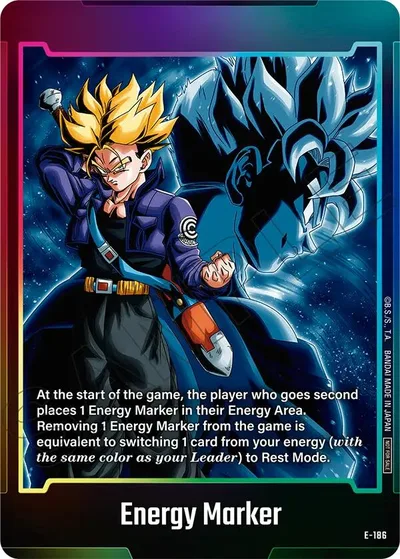 ©B.S./S., T.A. BANDAI MADE IN JAPAN
NOT FOR SALE
At the start of the game, the player who goes second
places 1 Energy Marker in their Energy Area.
Removing 1 Energy Marker from the game is
equivalent to switching 1 card from your energy (with
the same color as your Leader) to Rest Mode.
Energy Marker
E-186